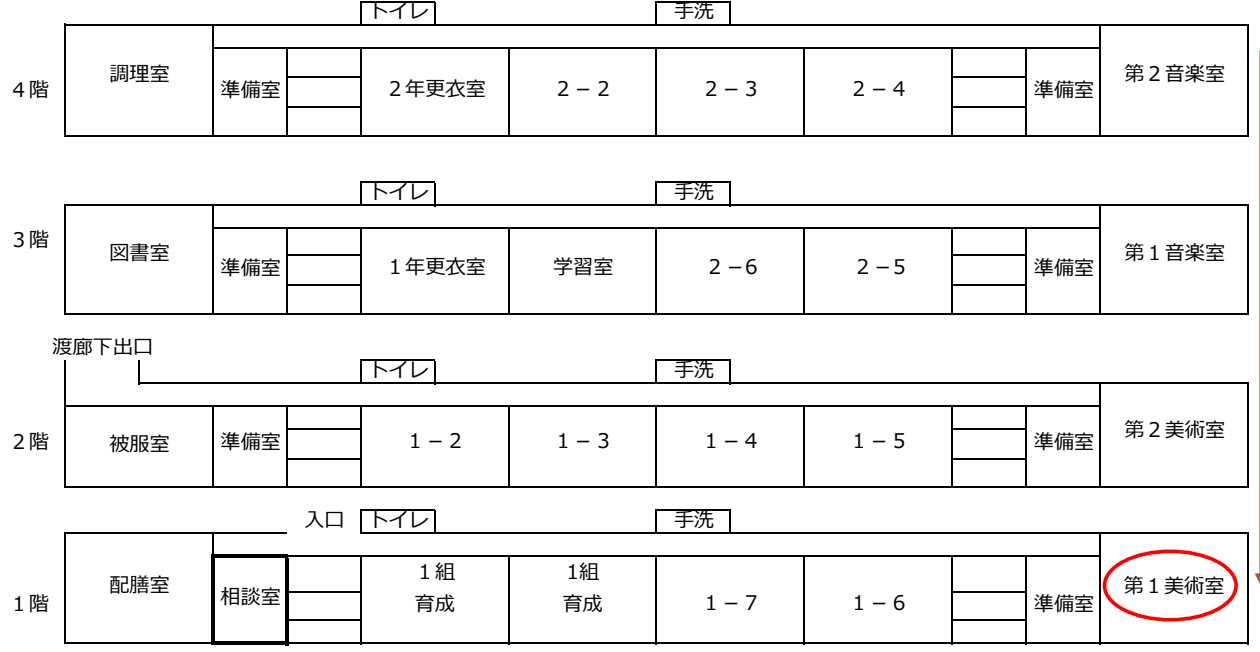 トイレ 手洗
4階 調理室 準備室 2年更衣室 2－2 2－3 2－4 準備室 第2音楽室
トイレ 手洗
3階 図書室 準備室 1年更衣室 学習室 2－6 2－5 準備室 第1音楽室
渡廊下出口
トイレ 手洗
2階 被服室 準備室 1－2 1－3 1－4 1－5 準備室 第2美術室
入口 トイレ 手洗
1階 配膳室 相談室 1組 育成 1組 育成 1－7 1－6 準備室 第1美術室